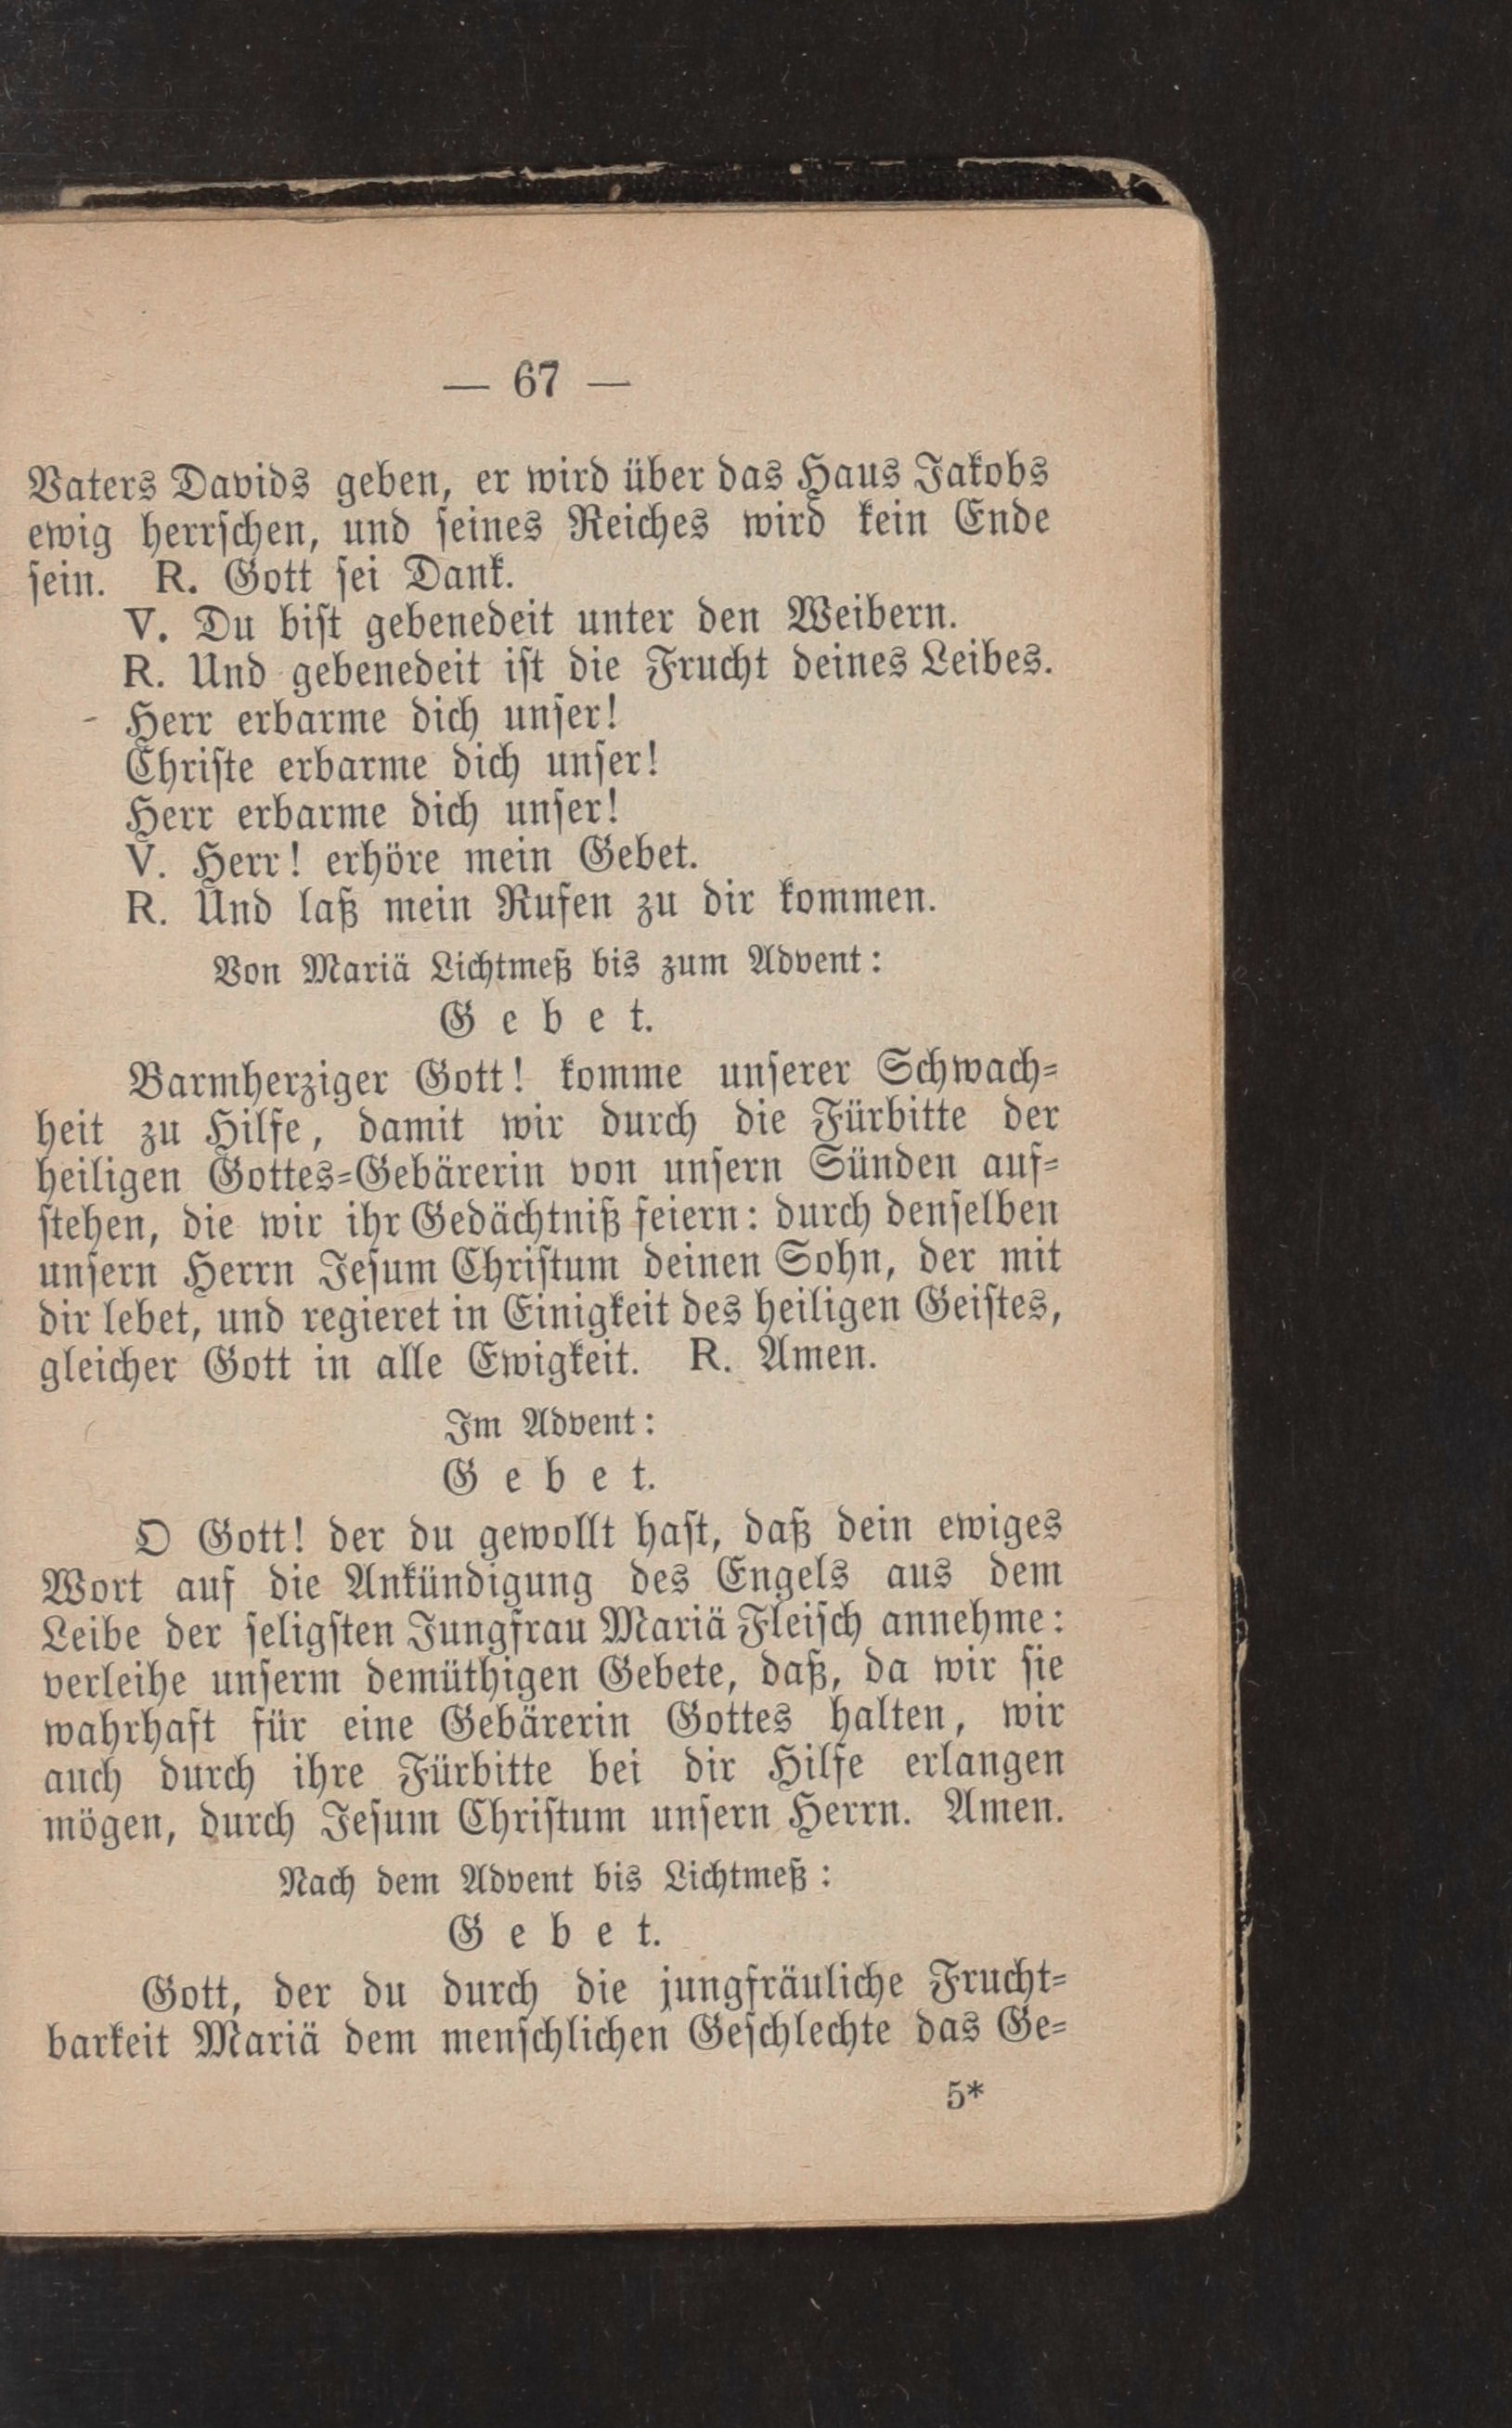 — 67 —
Vaters Davids geben, er wird über das Haus Jakobs
ewig herrschen, und seines Reiches wird kein Ende
sein. R. Gott sei Dank.
V. Du bist gebenedeit unter den Weibern.
R. Und gebenedeit ist die Frucht deines Leibes.
Herr erbarme dich unser!
Christe erbarme dich unser!
Herr erbarme dich unser!
V. Herr! erhöre mein Gebet.
R. Und laß mein Rufen zu dir kommen.
Von Mariä Lichtmeß bis zum Advent:
Gebet.
Barmherziger Gott! komme unserer Schwach-
heit zu Hilfe, damit wir durch die Fürbitte der
heiligen Gottes-Gebärerin von unsern Sünden auf-
stehen, die wir ihr Gedächtniß feiern: durch denselben
unsern Herrn Jesum Christum deinen Sohn, der mit
dir lebet, und regieret in Einigkeit des heiligen Geistes,
gleicher Gott in alle Ewigkeit. R. Amen.
Im Advent:
Gebet.
O Gott! der du gewollt hast, daß dein ewiges
Wort auf die Ankündigung des Engels aus dem
Leibe der seligsten Jungfrau Mariä Fleisch annehme:
verleihe unserm demüthigen Gebete, daß, da wir sie
wahrhaft für eine Gebärerin Gottes halten, wir
auch durch ihre Fürbitte bei dir Hilfe erlangen
mögen, durch Jesum Christum unsern Herrn. Amen.
Nach dem Advent bis Lichtmeß:
Gebet.
Gott, der du durch die jungfräuliche Frucht-
barkeit Mariä dem menschlichen Geschlechte das Ge-
5*